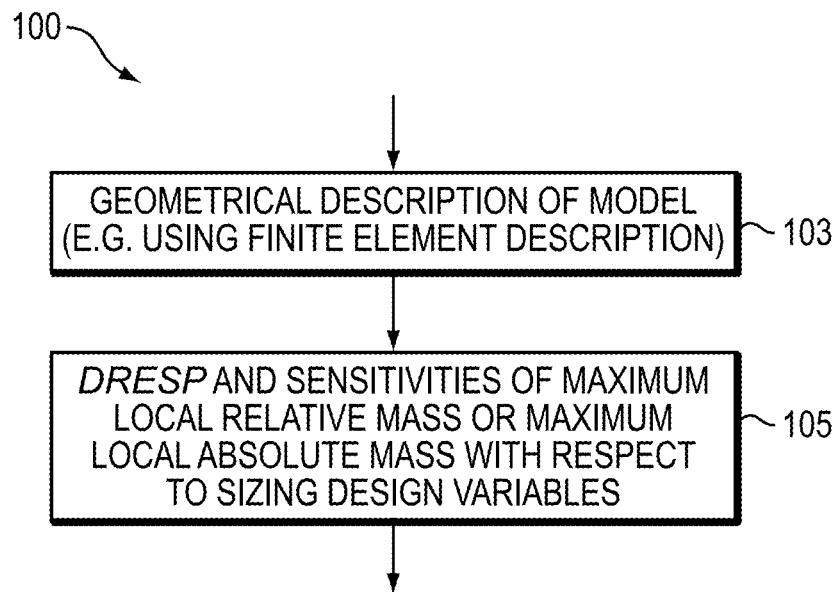 100
GEOMETRICAL DESCRIPTION OF MODEL
(E.G. USING FINITE ELEMENT DESCRIPTION)
103
DRESP AND SENSITIVITIES OF MAXIMUM
LOCAL RELATIVE MASS OR MAXIMUM
LOCAL ABSOLUTE MASS WITH RESPECT
TO SIZING DESIGN VARIABLES
105